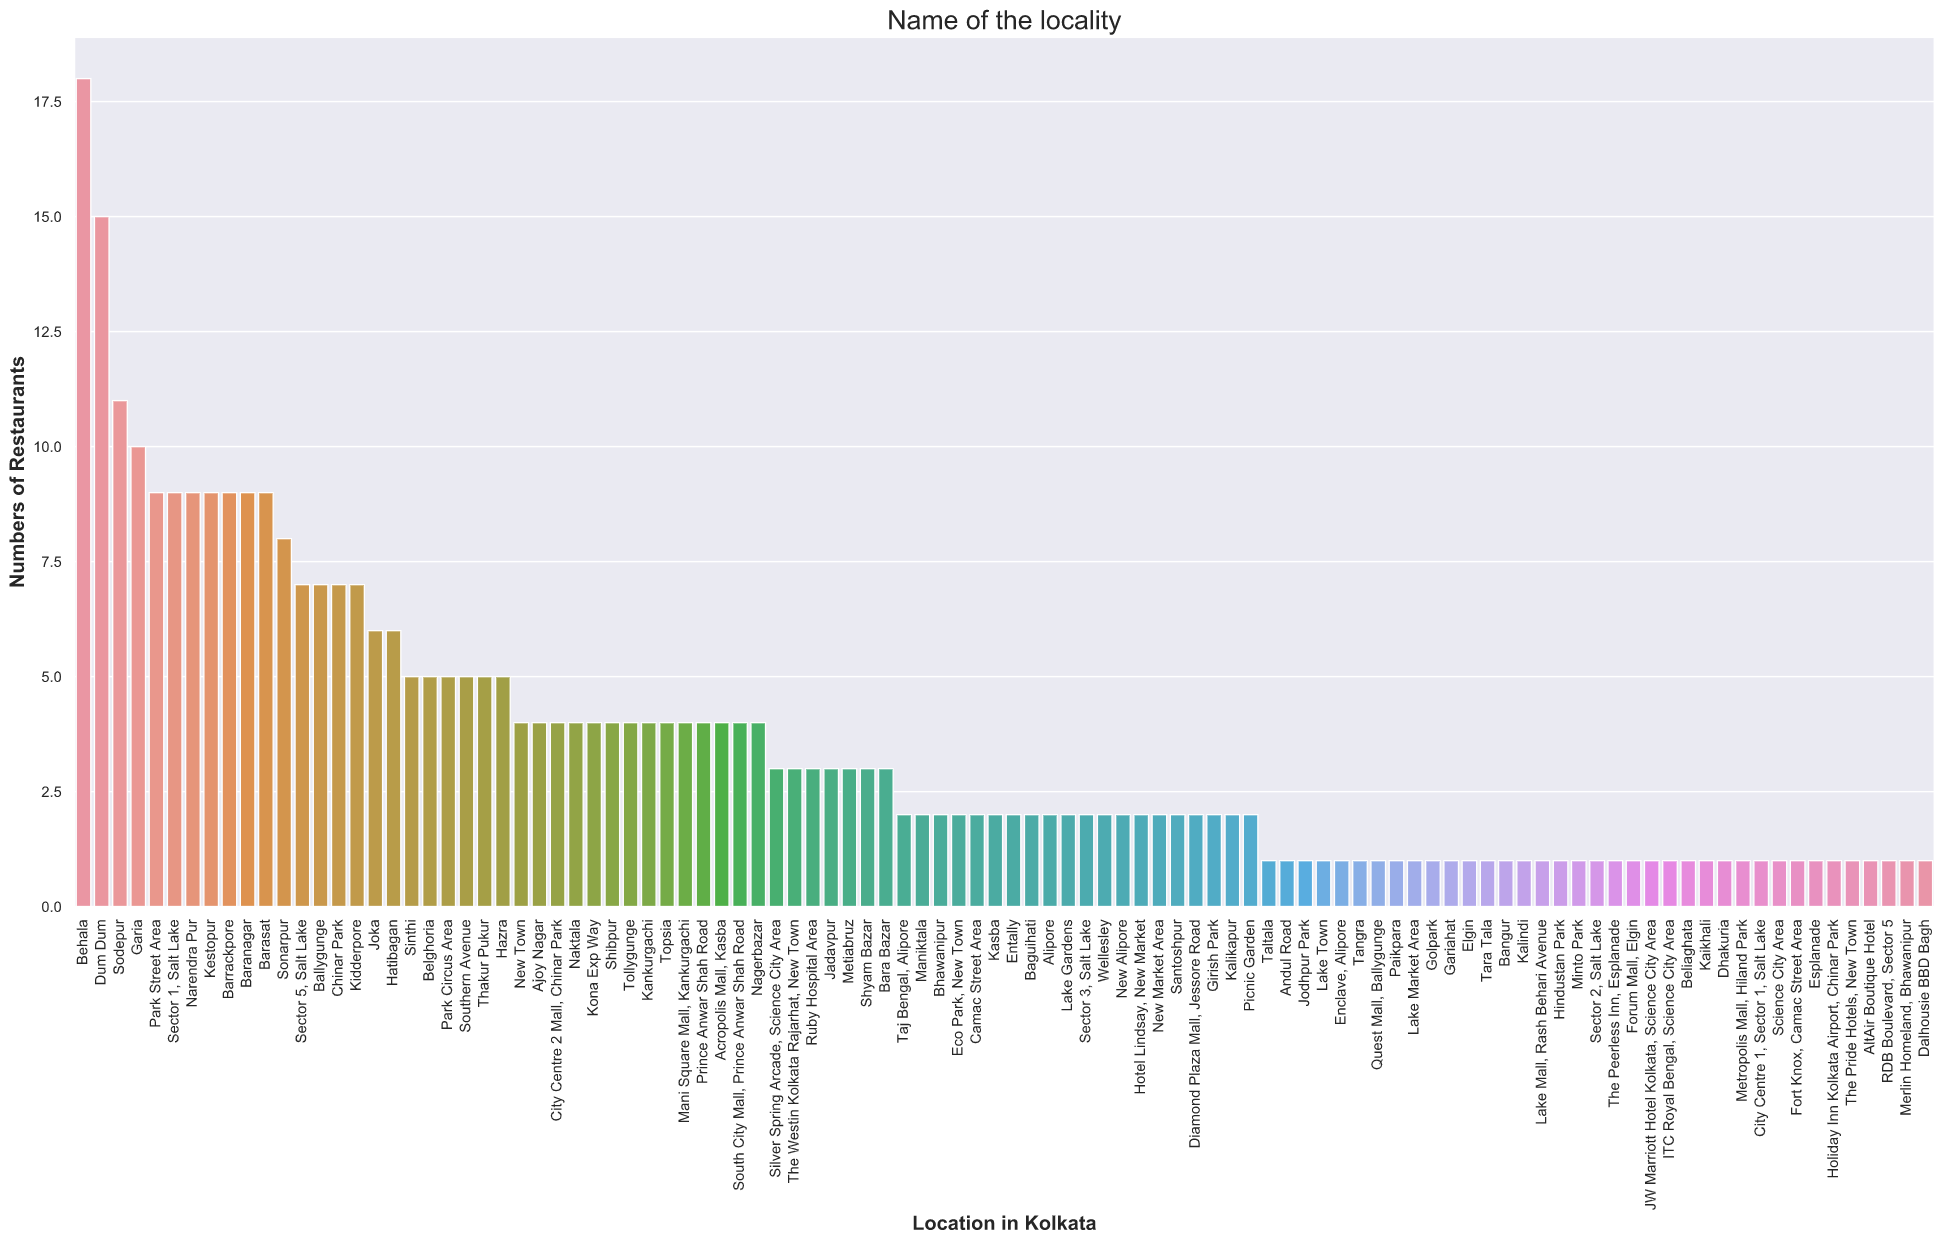 Name of the locality
Numbers of Restaurants
17.5
15.0
12.5
10.0
7.5
5.0
2.5
0.0
Behala
Dum Dum
Sodepur
Garia
Park Street Area
Sector 1, Salt Lake
Narendra Pur
Kestopur
Barrackpore
Baranagar
Barasat
Sonarpur
Sector 5, Salt Lake
Ballygunge
Chinar Park
Kidderpore
Joka
Hatibagan
Sinthi
Belghoria
Park Circus Area
Southern Avenue
Thakur Pukur
Hazra
New Town
Ajoy Nagar
City Centre 2 Mall, Chinar Park
Naktala
Kona Exp Way
Shibpur
Tollygunge
Kankurgachi
Topsia
Mani Square Mall, Kankurgachi
Prince Anwar Shah Road
Acropolis Mall, Kasba
South City Mall, Prince Anwar Shah Road
Nagerbazar
Silver Spring Arcade, Science City Area
The Westin Kolkata Rajarhat, New Town
Ruby Hospital Area
Jadavpur
Metiabruz
Shyam Bazar
Bara Bazar
Taj Bengal, Alipore
Maniktala
Bhawanipur
Eco Park, New Town
Camac Street Area
Kasba
Entally
Baguihati
Alipore
Lake Gardens
Sector 3, Salt Lake
Wellesley
New Alipore
Hotel Lindsay, New Market
New Market Area
Santoshpur
Diamond Plaza Mall, Jessore Road
Girish Park
Kalikapur
Picnic Garden
Taltala
Andul Road
Jodhpur Park
Lake Town
Enclave, Alipore
Tangra
Quest Mall, Ballygunge
Paikpara
Lake Market Area
Golpark
Gariahat
Elgin
Tara Tala
Bangur
Kalindi
Lake Mall, Rash Behari Avenue
Hindustan Park
Minto Park
Sector 2, Salt Lake
The Peerless Inn, Esplanade
Forum Mall, Elgin
JW Marriott Hotel Kolkata, Science City Area
ITC Royal Bengal, Science City Area
Beliaghata
Kaikhali
Dhakuria
Metropolis Mall, Hiland Park
City Centre 1, Sector 1, Salt Lake
Science City Area
Fort Knox, Camac Street Area
Esplanade
Holiday Inn Kolkata Airport, Chinar Park
The Pride Hotels, New Town
AltAir Boutique Hotel
RDB Boulevard, Sector 5
Merlin Homeland, Bhawanipur
Dalhousie BBD Bagh
Location in Kolkata